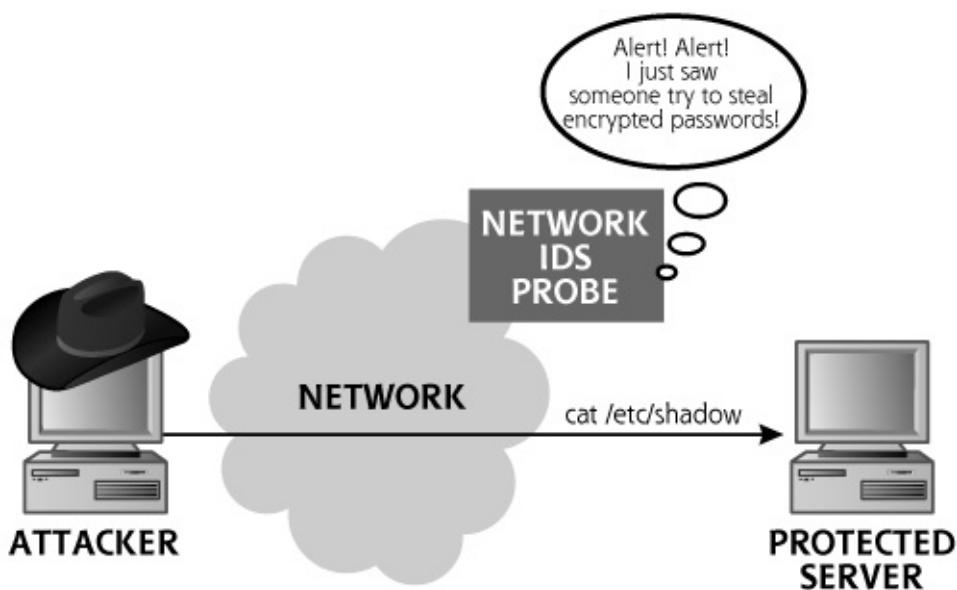 Alert! Alert!
I just saw
someone try to steal
encrypted passwords!
NETWORK
IDS
PROBE
NETWORK
cat /etc/shadow
ATTACKER
PROTECTED
SERVER